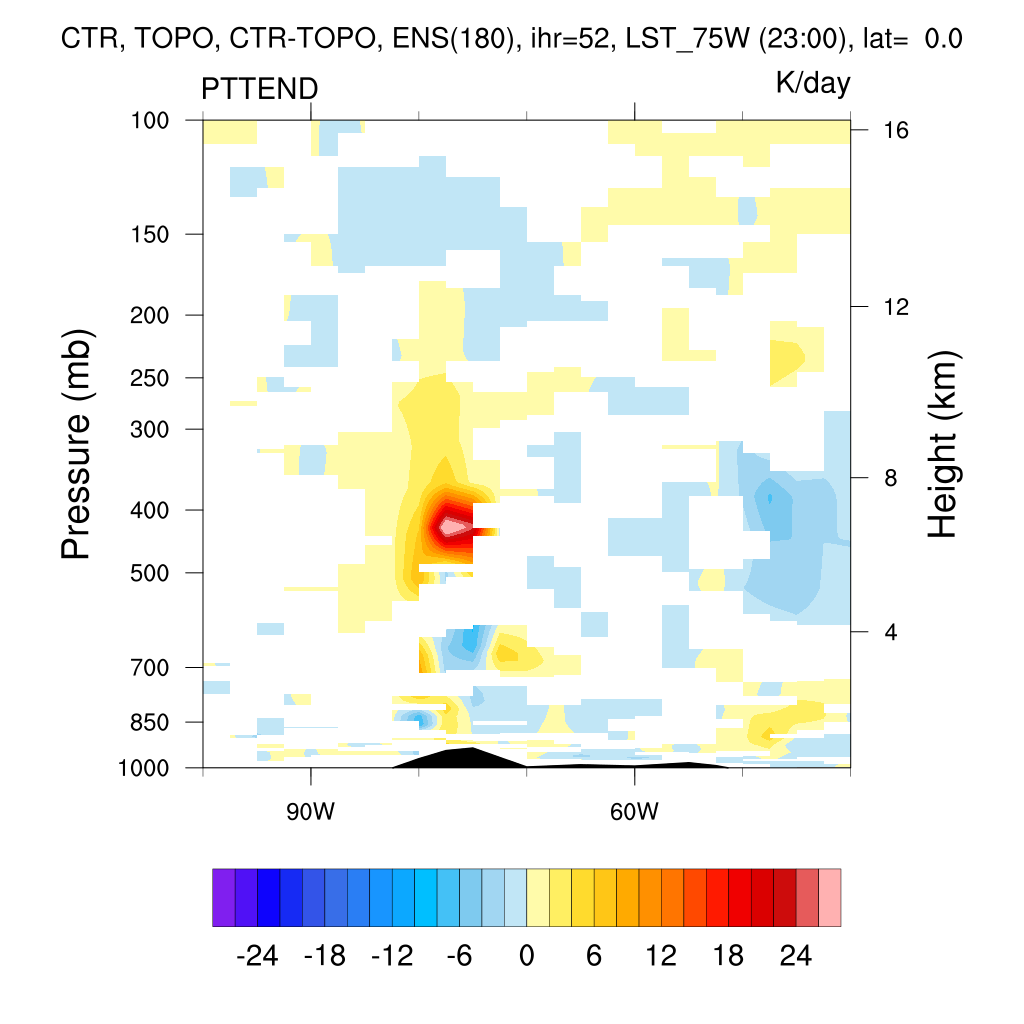 CTR, TOPO, CTR-TOPO, ENS(180), ihr=52, LST_75W (23:00), lat=  0.0
PTTEND K/day
100
150
200
250
300
400
500
700
850
1000
Pressure (mb)
16
12
8
4
Height (km)
90W 60W
-24 -18 -12 -6 0 6 12 18 24